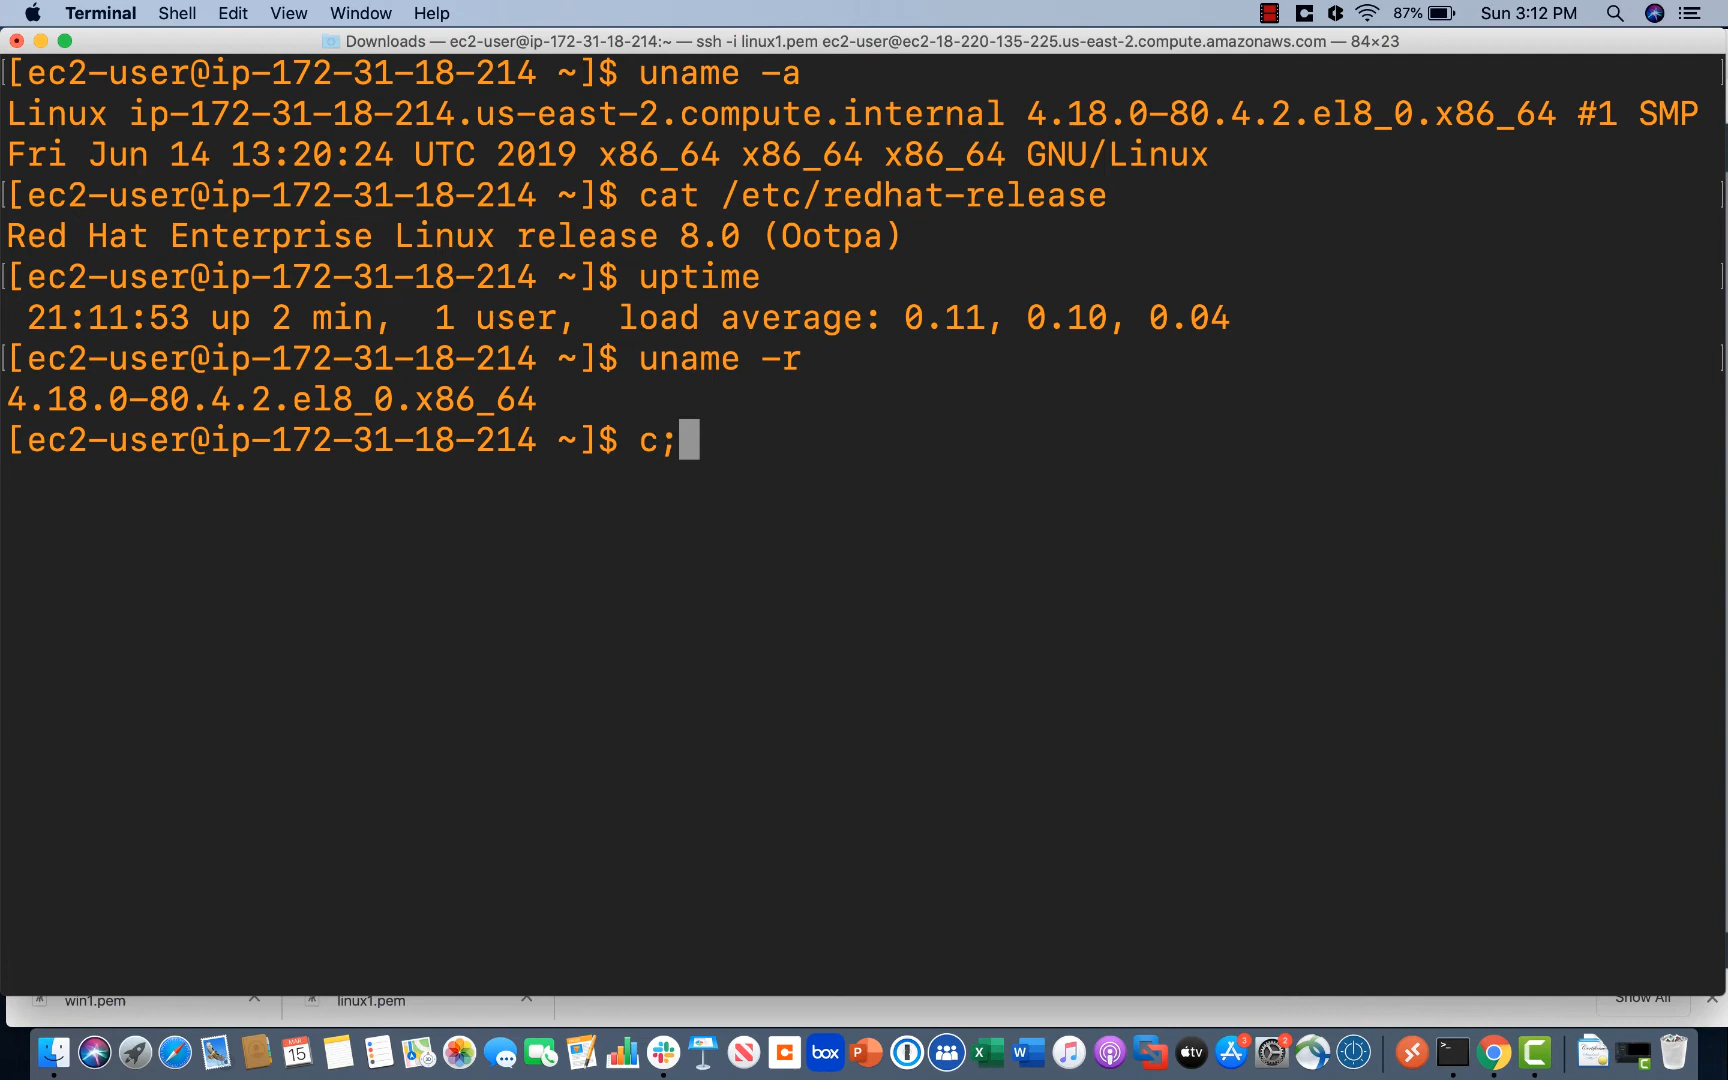 Terminal Shell Edit View Window Help 87% Sun 3:12 PM
Downloads — ec2-user@ip-172-31-18-214:~ — ssh -i linux1.pem ec2-user@ec2-18-220-135-225.us-east-2.compute.amazonaws.com — 84×23
[ec2-user@ip-172-31-18-214 ~]$ uname -a
Linux ip-172-31-18-214.us-east-2.compute.internal 4.18.0-80.4.2.el8_0.x86_64 #1 SMP
Fri Jun 14 13:20:24 UTC 2019 x86_64 x86_64 x86_64 GNU/Linux
[ec2-user@ip-172-31-18-214 ~]$ cat /etc/redhat-release
Red Hat Enterprise Linux release 8.0 (Ootpa)
[ec2-user@ip-172-31-18-214 ~]$ uptime
21:11:53 up 2 min, 1 user, load average: 0.11, 0.10, 0.04
[ec2-user@ip-172-31-18-214 ~]$ uname -r
4.18.0-80.4.2.el8_0.x86_64
[ec2-user@ip-172-31-18-214 ~]$ c;
win1.pem linux1.pem Show All
MAR 15 box tv 3 2